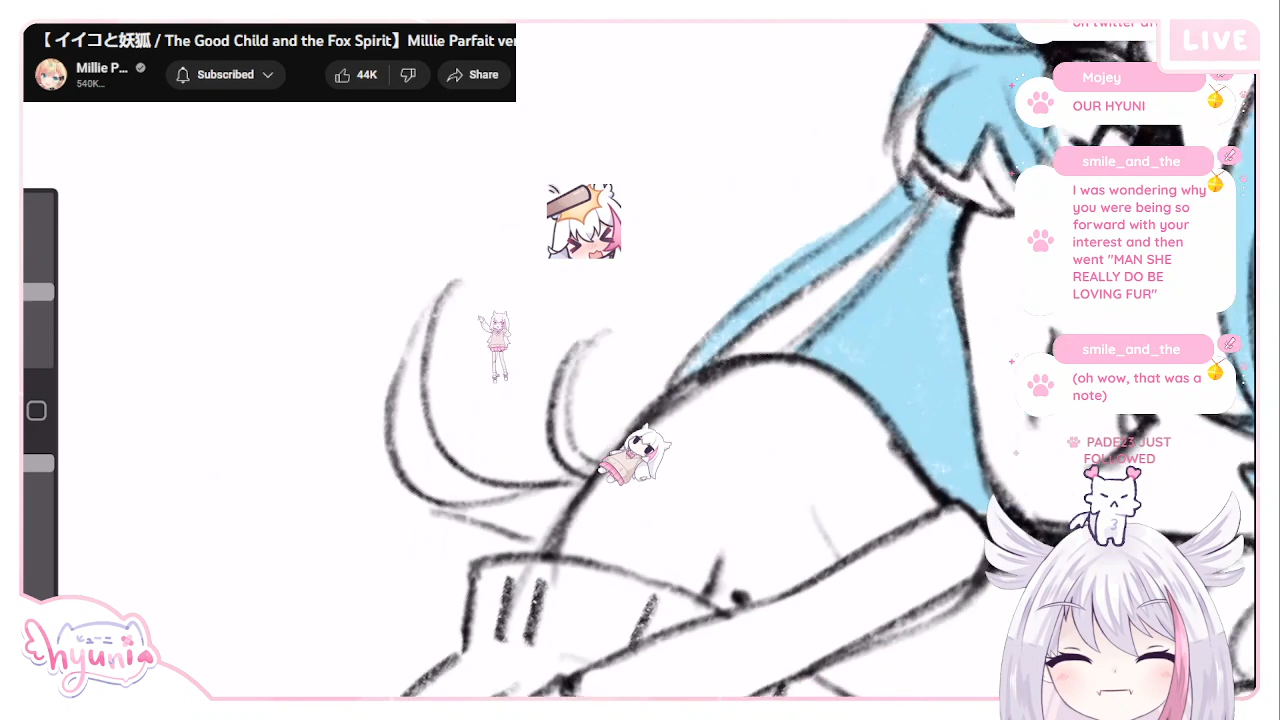 【イイコと妖狐 / The Good Child and the Fox Spirit】Millie Parfait ver
Millie P...
540K...
Subscribed
44K
Share
LIVE
Mojey
OUR HYUNI
smile_and_the
I was wondering why
you were being so
forward with your
interest and then
went "MAN SHE
REALLY DO BE
LOVING FUR"
smile_and_the
(oh wow, that was a
note)
PADEZ3 JUST
FOLLOWED
ヒューニ
hyuni
3